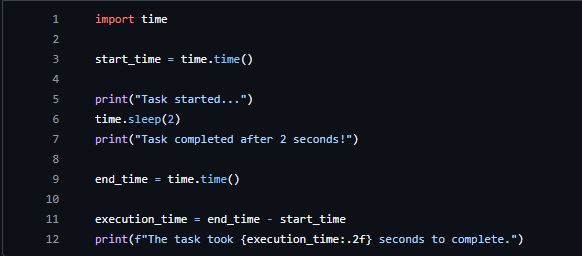 1 import time
2
3 start_time = time.time()
4
5 print("Task started...")
6 time.sleep(2)
7 print("Task completed after 2 seconds!")
8
9 end_time = time.time()
10
11 execution_time = end_time - start_time
12 print(f"The task took {execution_time:.2f} seconds to complete.")